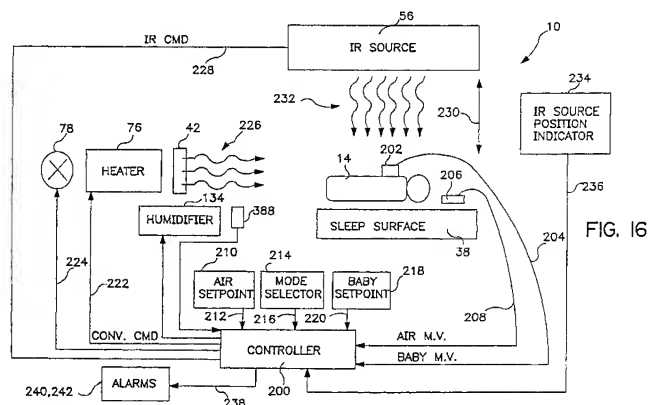 56
IR CMD
IR SOURCE
10
228
234
IR SOURCE
POSITION
INDICATOR
232
230
78
76
42
226
202
HEATER
14
206
236
134
HUMIDIFIER
388
SLEEP SURFACE
38
FIG. 16
210
214
218
204
224
AIR
SETPOINT
MODE
SELECTOR
BABY
SETPOINT
222
212
216
220
208
CONV. CMD
AIR M.V.
CONTROLLER
BABY M.V.
240,242
ALARMS
200
238